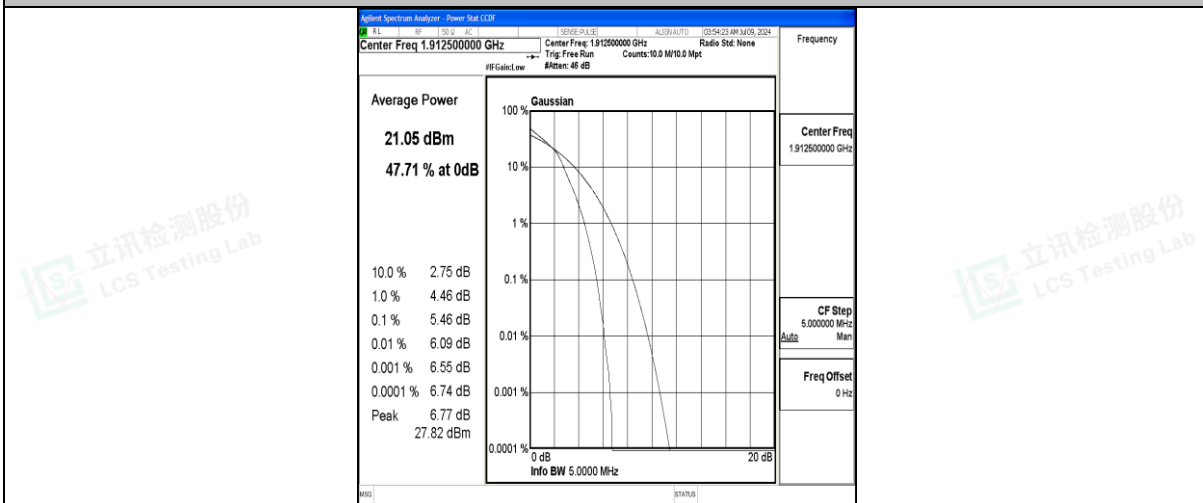 Agilent Spectrum Analyzer - Power Stat CCDF
RL RF 50 Ω AC SENSE:PULSE ALIGN AUTO 03:54:23 AM Jul 09, 2024
Center Freq 1.912500000 GHz
Center Freq: 1.912500000 GHz Radio Std: None
Trig: Free Run Counts:10.0 M/10.0 Mpt
#IFGain:Low #Atten: 46 dB
Frequency
Average Power
21.05 dBm
47.71 % at 0dB
10.0 % 2.75 dB
1.0 % 4.46 dB
0.1 % 5.46 dB
0.01 % 6.09 dB
0.001 % 6.55 dB
0.0001 % 6.74 dB
Peak 6.77 dB
27.82 dBm
Gaussian
100 %
10 %
1 %
0.1 %
0.01 %
0.001 %
0.0001 %
0 dB 20 dB
Info BW 5.0000 MHz
Center Freq
1.912500000 GHz
CF Step
5.000000 MHz
Auto Man
Freq Offset
0 Hz
MSG STATUS
立讯检测股份
LCS Testing Lab
立讯检测股份
LCS Testing Lab